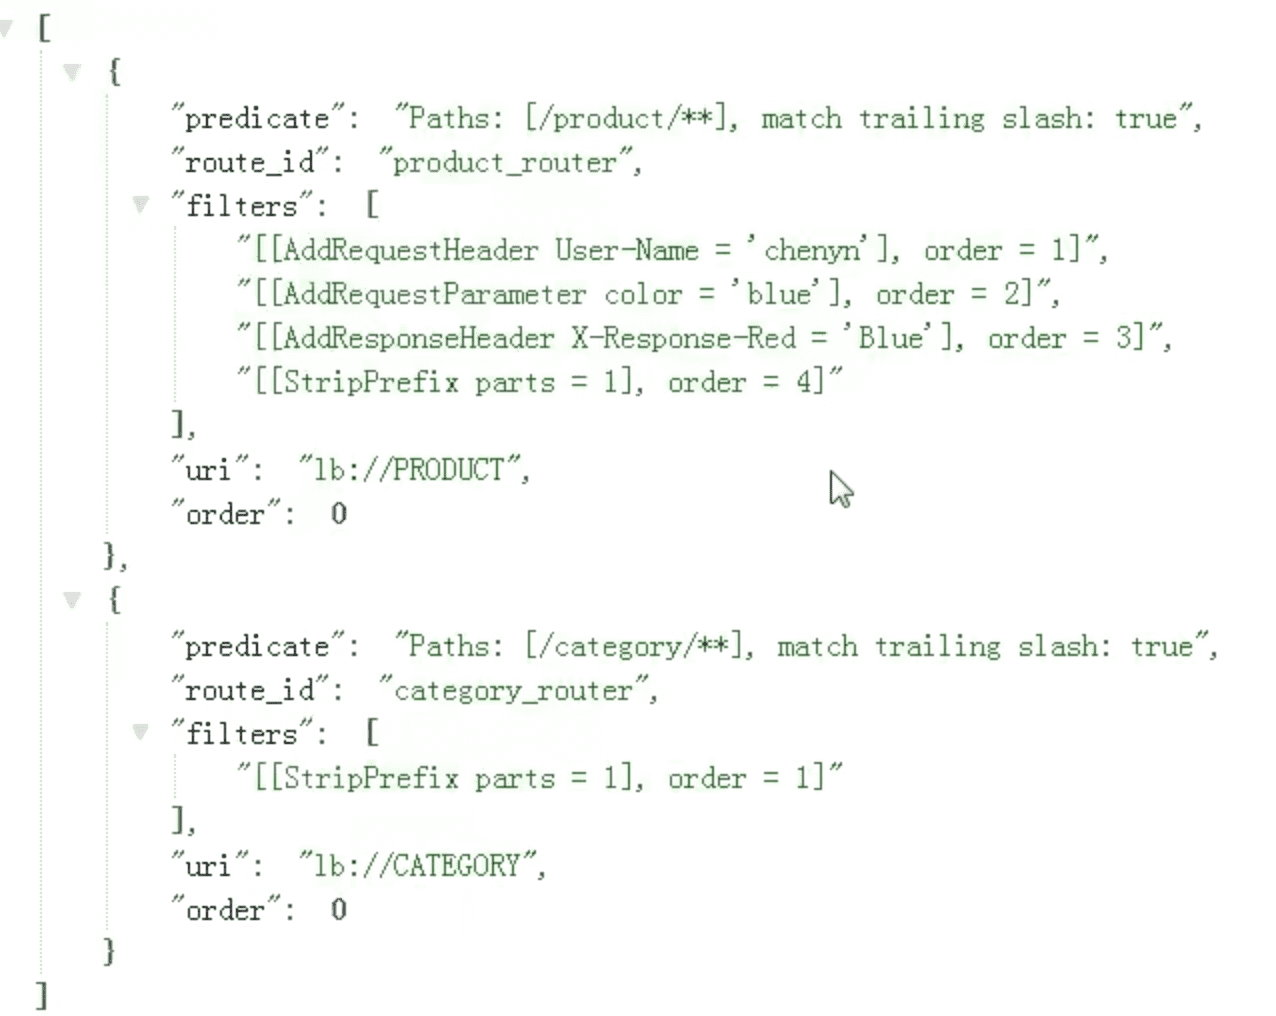 [
{
"predicate": "Paths: [/product/**], match trailing slash: true",
"route_id": "product_router",
"filters": [
"[[AddRequestHeader User-Name = 'chenyn'], order = 1]",
"[[AddRequestParameter color = 'blue'], order = 2]",
"[[AddResponseHeader X-Response-Red = 'Blue'], order = 3]",
"[[StripPrefix parts = 1], order = 4]"
],
"uri": "lb://PRODUCT",
"order": 0
},
{
"predicate": "Paths: [/category/**], match trailing slash: true",
"route_id": "category_router",
"filters": [
"[[StripPrefix parts = 1], order = 1]"
],
"uri": "lb://CATEGORY",
"order": 0
}
]